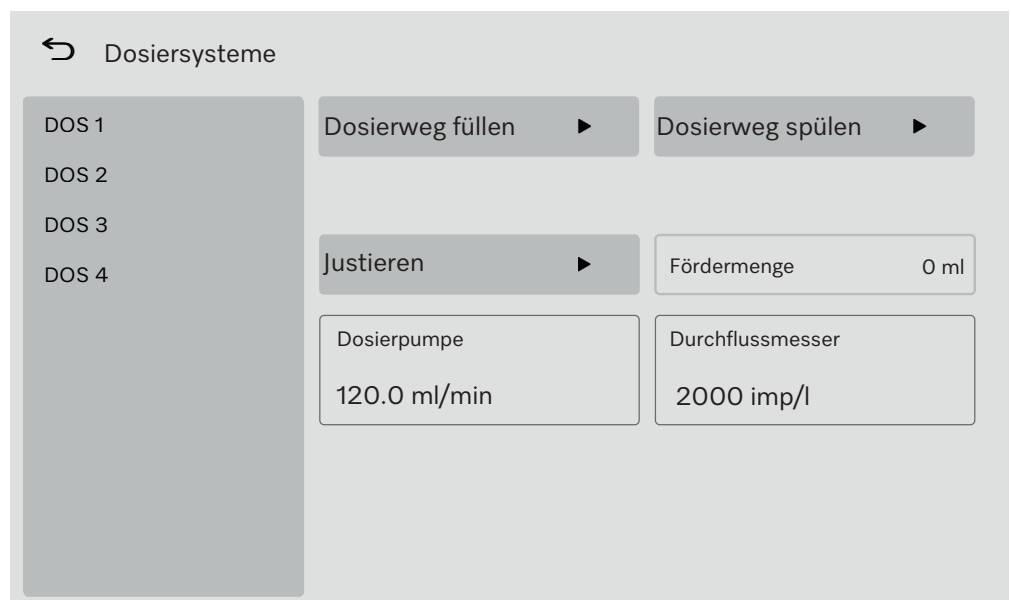 Dosiersysteme
DOS 1
DOS 2
DOS 3
DOS 4
Dosierweg füllen
Dosierweg spülen
Justieren
Fördermenge 0 ml
Dosierpumpe
120.0 ml/min
Durchflussmesser
2000 imp/l